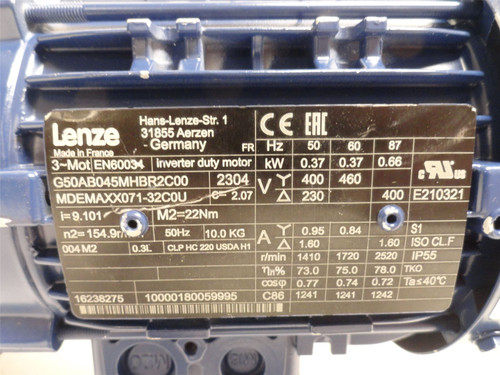 Lenze
Made in France
Hans-Lenze-Str. 1
31855 Aerzen
- Germany
FR Hz 50 60 87
3~Mot EN60034 inverter duty motor kW 0.37 0.37 0.66
G50AB045MHBR2C00 2304 V Y 400 460
MDEMAXX071-32C0U C 2.07 Δ 230 400 E210321
i= 9.101 M2=22Nm
n2= 154.9 50Hz 10.0 KG A Y 0.95 0.84 S1
Δ 1.60 1.60 ISO CL.F
004 M2 0.3L CLP HC 220 USDA H1 r/min 1410 1720 2520 IP55
η% 73.0 75.0 78.0 TKO
cosφ 0.77 0.74 0.72 Ta≤40°C
16238275 10000180059995 C86 1241 1241 1242
CE EAC
c RU us